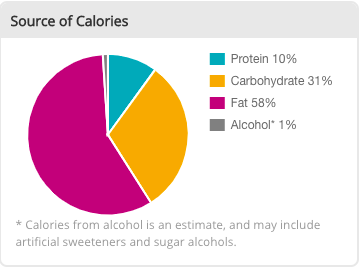 Source of Calories
Protein 10%
Carbohydrate 31%
Fat 58%
Alcohol* 1%
* Calories from alcohol is an estimate, and may include
artificial sweeteners and sugar alcohols.